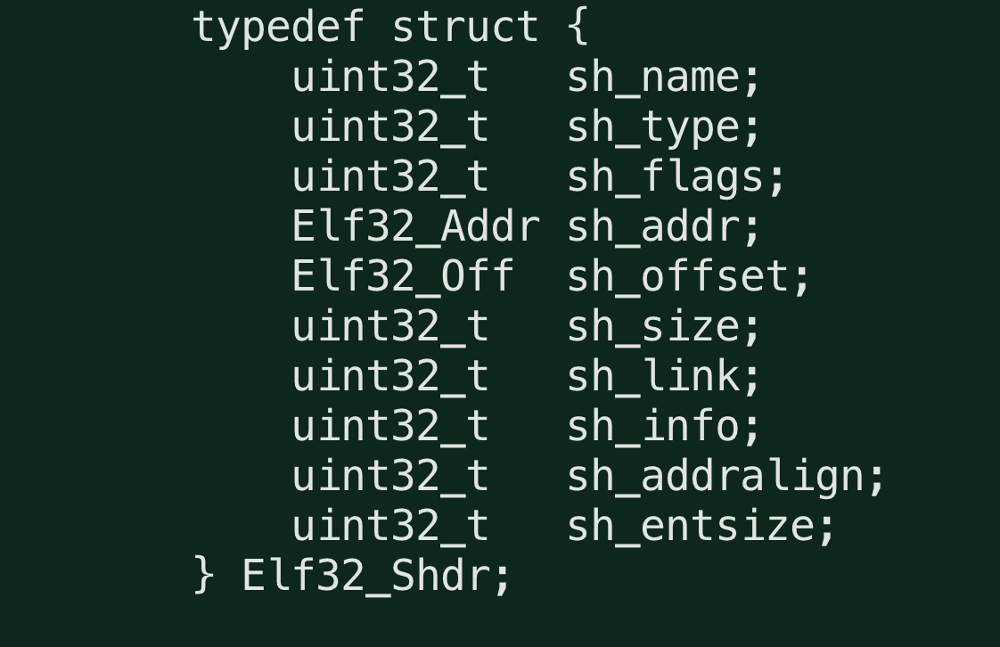 typedef struct {
    uint32_t   sh_name;
    uint32_t   sh_type;
    uint32_t   sh_flags;
    Elf32_Addr sh_addr;
    Elf32_Off  sh_offset;
    uint32_t   sh_size;
    uint32_t   sh_link;
    uint32_t   sh_info;
    uint32_t   sh_addralign;
    uint32_t   sh_entsize;
} Elf32_Shdr;